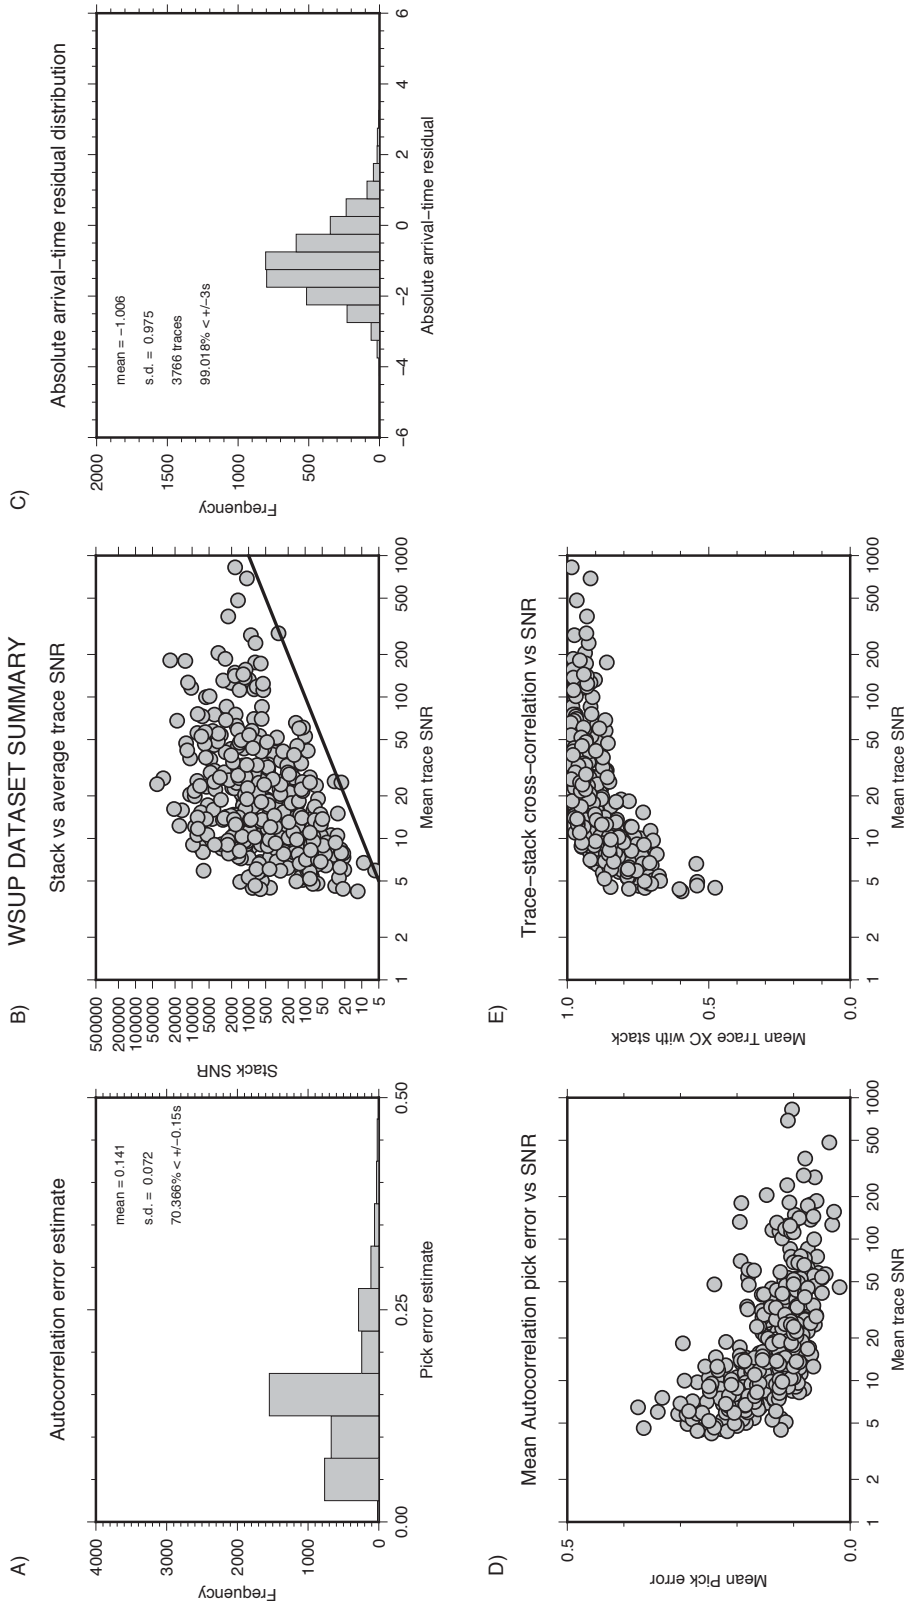 WSUP DATASET SUMMARY
A)
Autocorrelation error estimate
mean = 0.141
s.d. = 0.072
70.366% < +/−0.15s
4000
3000
2000
1000
0
Frequency
0.00
0.25
0.50
Pick error estimate
B)
Stack vs average trace SNR
500000
200000
100000
50000
20000
10000
5000
2000
1000
500
200
100
50
20
10
5
Stack SNR
1
2
5
10
20
50
100
200
500
1000
Mean trace SNR
C)
Absolute arrival−time residual distribution
mean = −1.006
s.d. = 0.975
3766 traces
99.018% < +/−3s
2000
1500
1000
500
0
Frequency
−6
−4
−2
0
2
4
6
Absolute arrival−time residual
D)
Mean Autocorrelation pick error vs SNR
0.5
0.0
Mean Pick error
1
2
5
10
20
50
100
200
500
1000
Mean trace SNR
E)
Trace−stack cross−correlation vs SNR
1.0
0.5
0.0
Mean Trace XC with stack
1
2
5
10
20
50
100
200
500
1000
Mean trace SNR